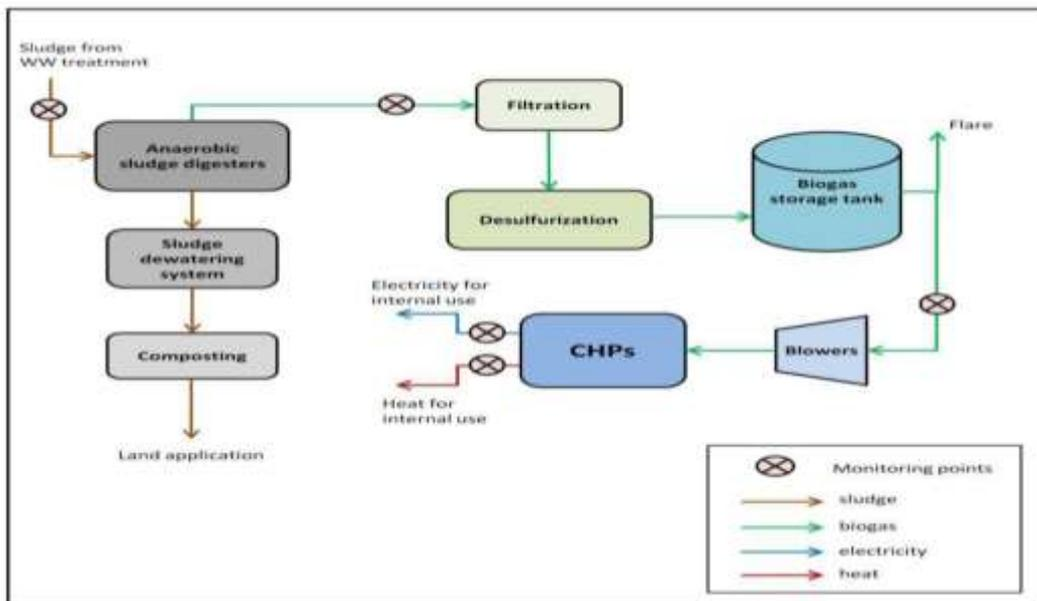 Sludge from
WW treatment
Anaerobic
sludge digesters
Sludge
dewatering
system
Composting
Land application
Filtration
Desulfurization
Biogas
storage tank
Flare
Blowers
CHPs
Electricity for
internal use
Heat for
internal use
Monitoring points
sludge
biogas
electricity
heat